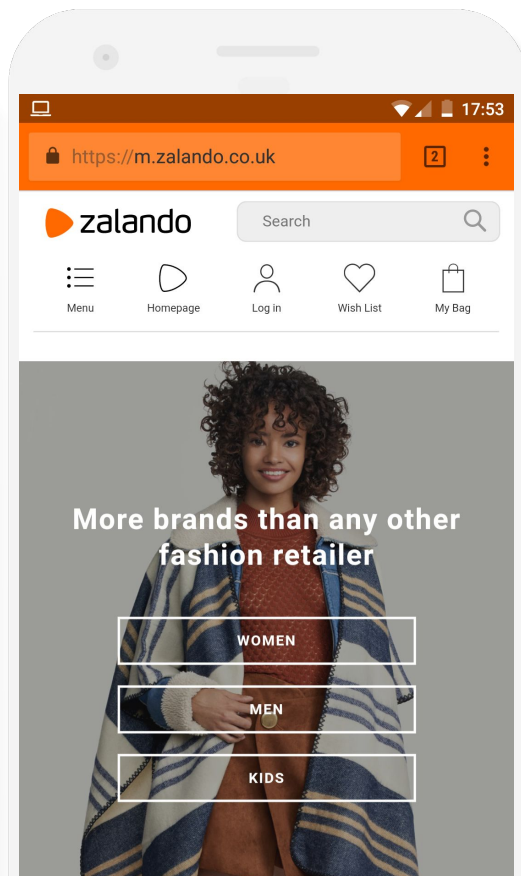 17:53
https://m.zalando.co.uk
2
zalando
Search
Menu
Homepage
Log in
Wish List
My Bag
More brands than any other
fashion retailer
WOMEN
MEN
KIDS